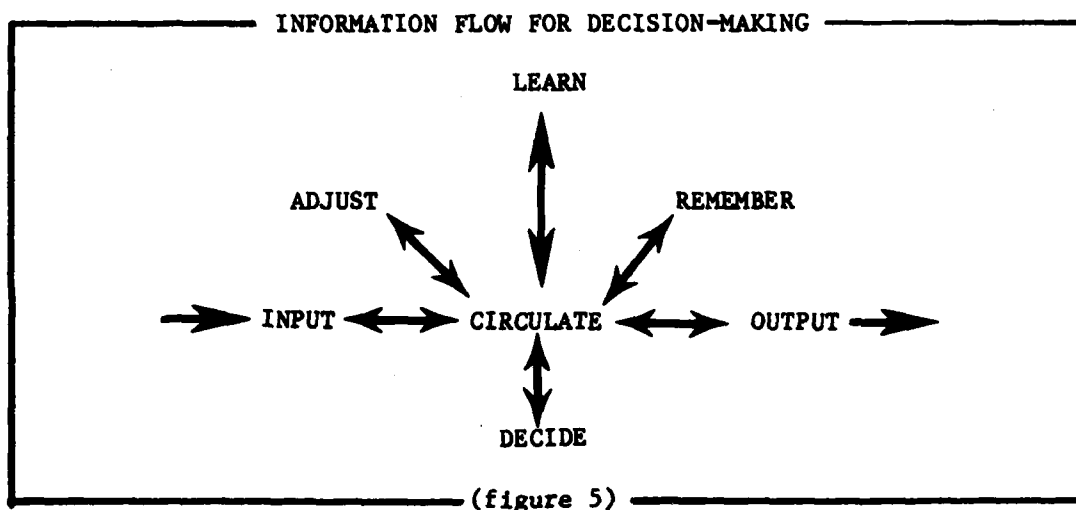 INFORMATION FLOW FOR DECISION-MAKING
LEARN
ADJUST REMEMBER
INPUT CIRCULATE OUTPUT
DECIDE
(figure 5)